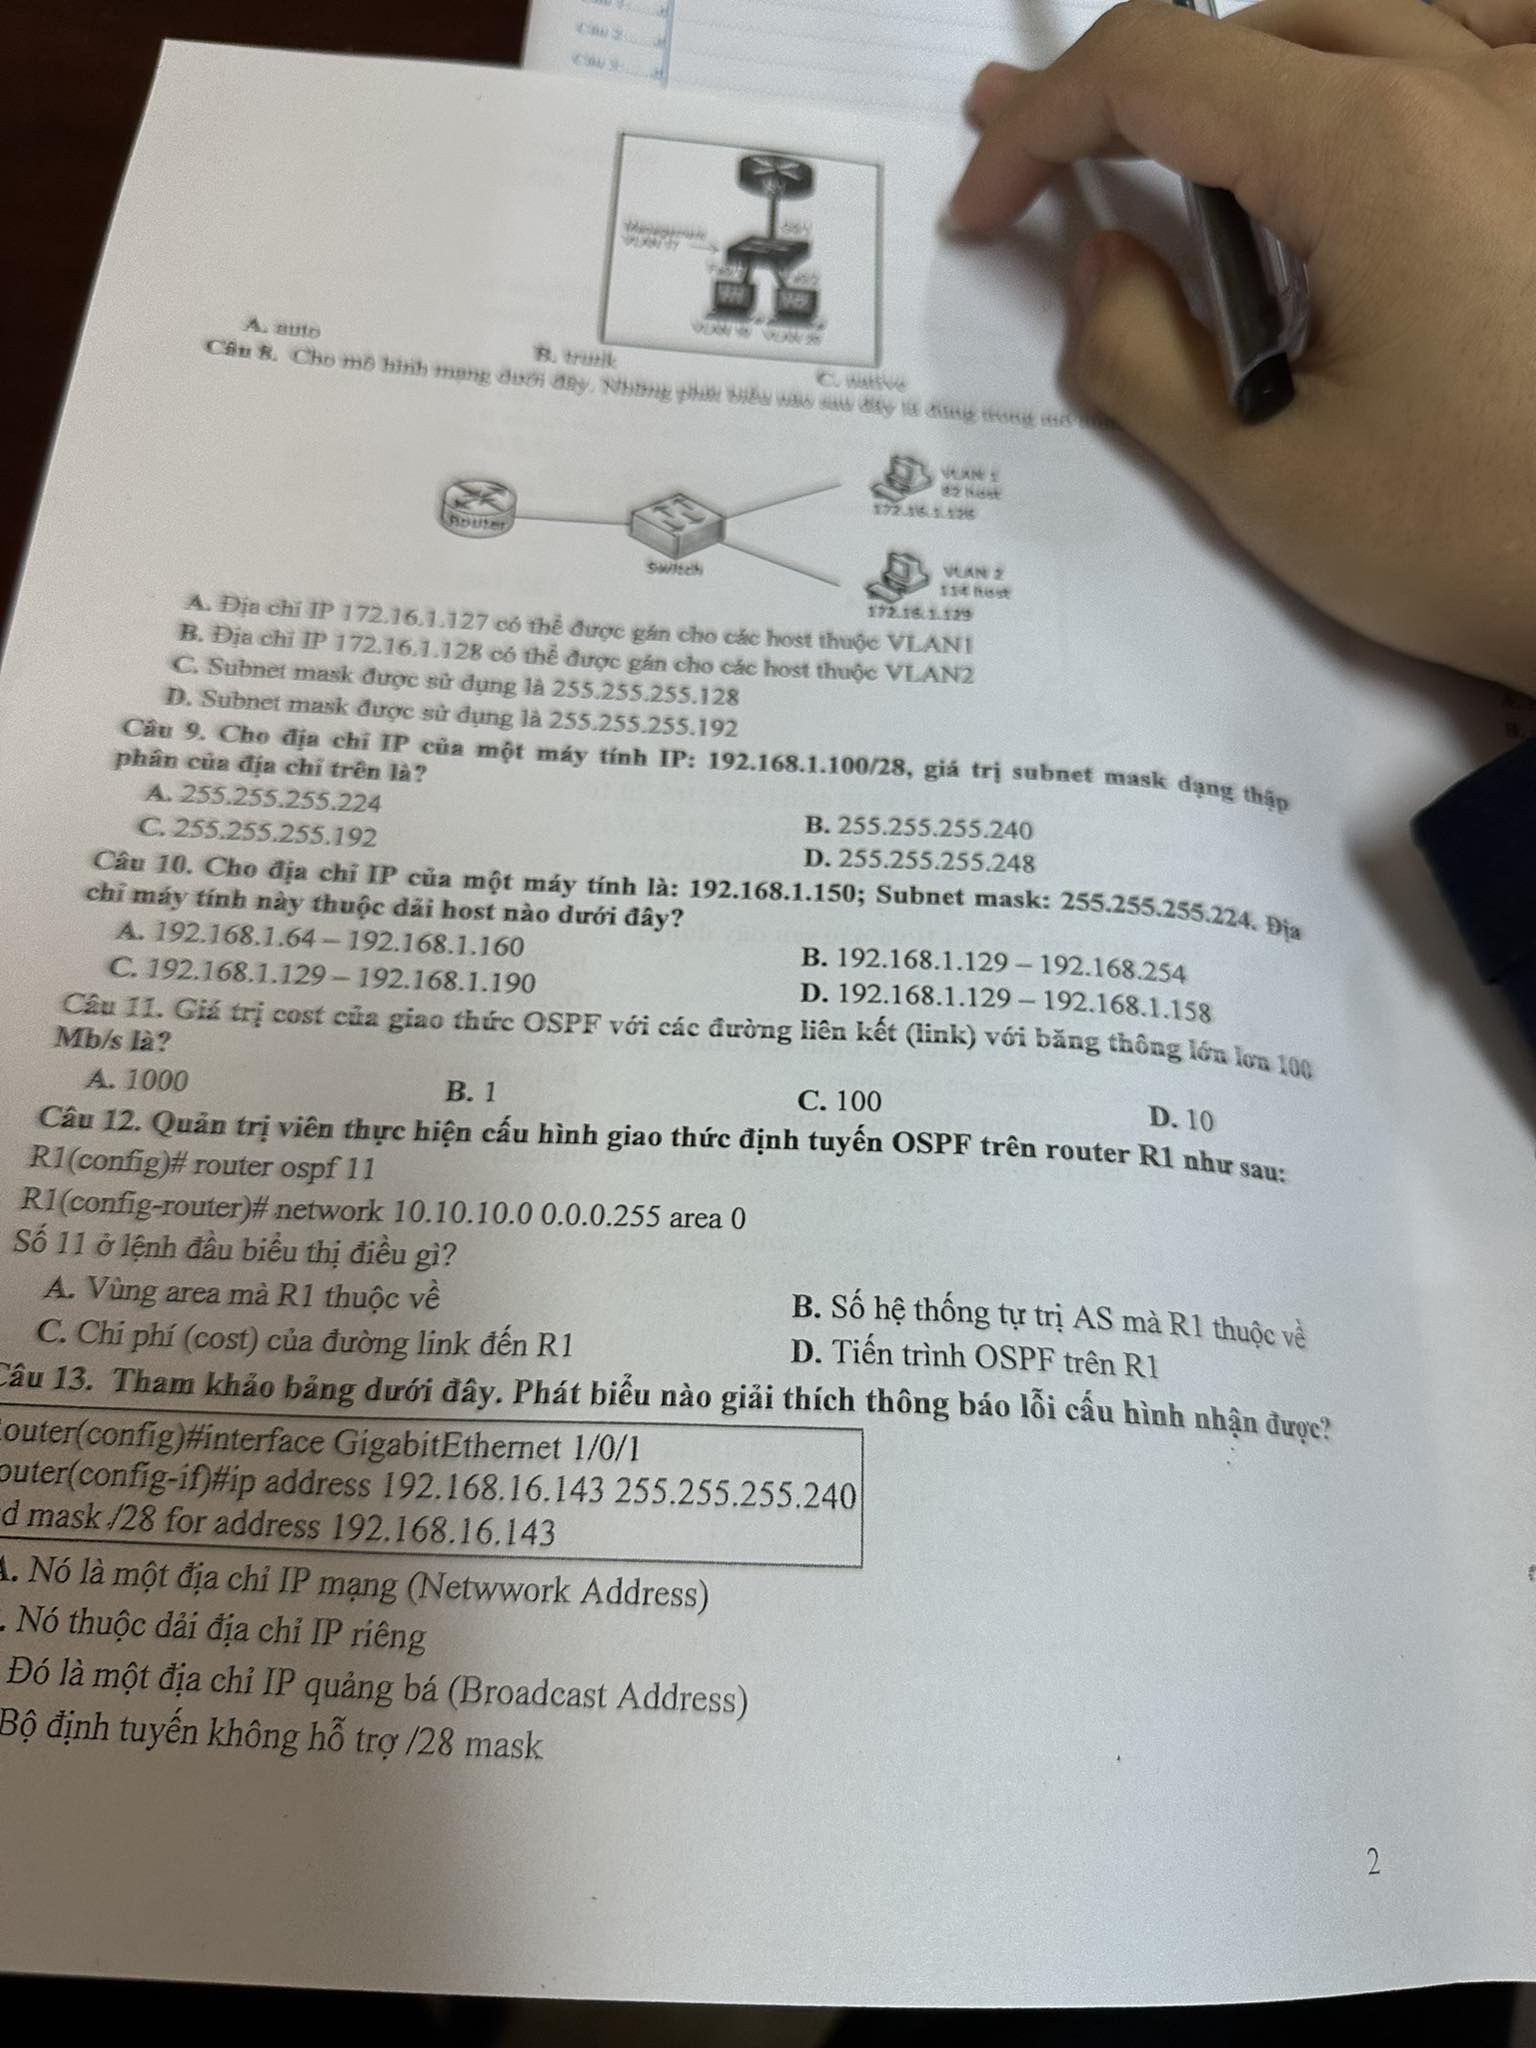 Câu 2
Câu 3
Management
VLAN 77
A. auto
B. trunk
C. native
Câu 8. Cho mô hình mạng dưới đây. Những phát biểu nào sau đây là đúng trong mô
Router
Switch
VLAN 1
82 host
172.16.1.126
VLAN 2
114 host
172.16.1.129
A. Địa chỉ IP 172.16.1.127 có thể được gán cho các host thuộc VLAN1
B. Địa chỉ IP 172.16.1.128 có thể được gán cho các host thuộc VLAN2
C. Subnet mask được sử dụng là 255.255.255.128
D. Subnet mask được sử dụng là 255.255.255.192
Câu 9. Cho địa chỉ IP của một máy tính IP: 192.168.1.100/28, giá trị subnet mask dạng thập
phân của địa chỉ trên là?
A. 255.255.255.224
B. 255.255.255.240
C. 255.255.255.192
D. 255.255.255.248
Câu 10. Cho địa chỉ IP của một máy tính là: 192.168.1.150; Subnet mask: 255.255.255.224. Địa
chỉ máy tính này thuộc dải host nào dưới đây?
A. 192.168.1.64 – 192.168.1.160
B. 192.168.1.129 – 192.168.254
C. 192.168.1.129 – 192.168.1.190
D. 192.168.1.129 – 192.168.1.158
Câu 11. Giá trị cost của giao thức OSPF với các đường liên kết (link) với băng thông lớn lơn 100
Mb/s là?
A. 1000
B. 1
C. 100
D. 10
Câu 12. Quản trị viên thực hiện cấu hình giao thức định tuyến OSPF trên router R1 như sau:
R1(config)# router ospf 11
R1(config-router)# network 10.10.10.0 0.0.0.255 area 0
Số 11 ở lệnh đầu biểu thị điều gì?
A. Vùng area mà R1 thuộc về
B. Số hệ thống tự trị AS mà R1 thuộc về
C. Chi phí (cost) của đường link đến R1
D. Tiến trình OSPF trên R1
Câu 13. Tham khảo bảng dưới đây. Phát biểu nào giải thích thông báo lỗi cấu hình nhận được?
outer(config)#interface GigabitEthernet 1/0/1
outer(config-if)#ip address 192.168.16.143 255.255.255.240
d mask /28 for address 192.168.16.143
A. Nó là một địa chỉ IP mạng (Netwwork Address)
. Nó thuộc dải địa chỉ IP riêng
Đó là một địa chỉ IP quảng bá (Broadcast Address)
Bộ định tuyến không hỗ trợ /28 mask
2